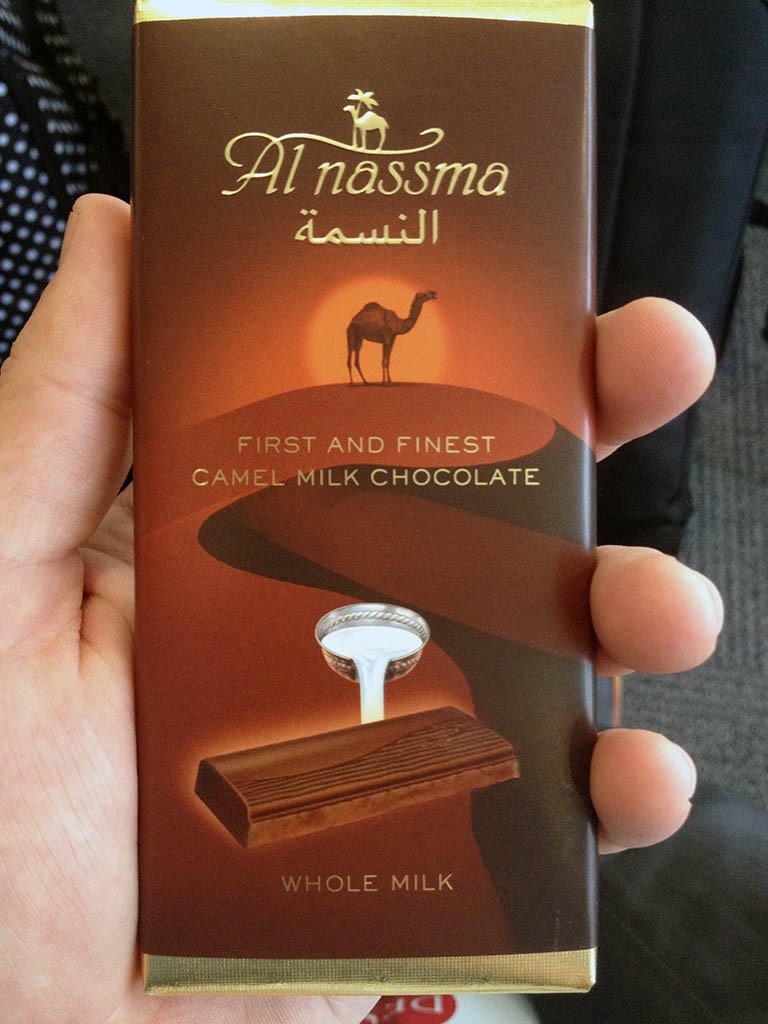 Al nassma
النسمة
FIRST AND FINEST
CAMEL MILK CHOCOLATE
WHOLE MILK